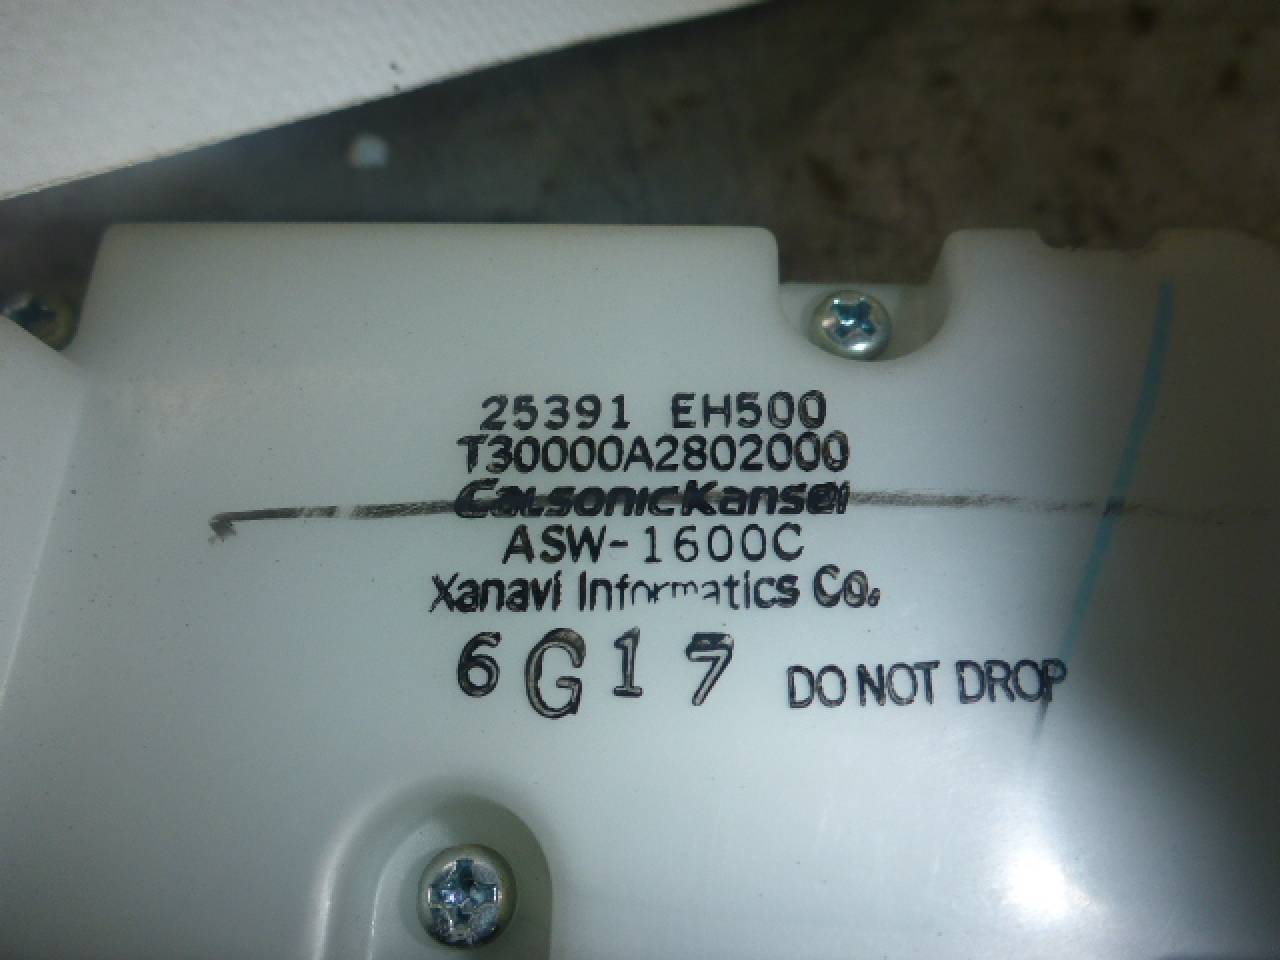 25391 EH500
T30000A2802000
CalsonicKansei
ASW-1600C
Xanavi Informatics Co.
6G17 DO NOT DROP